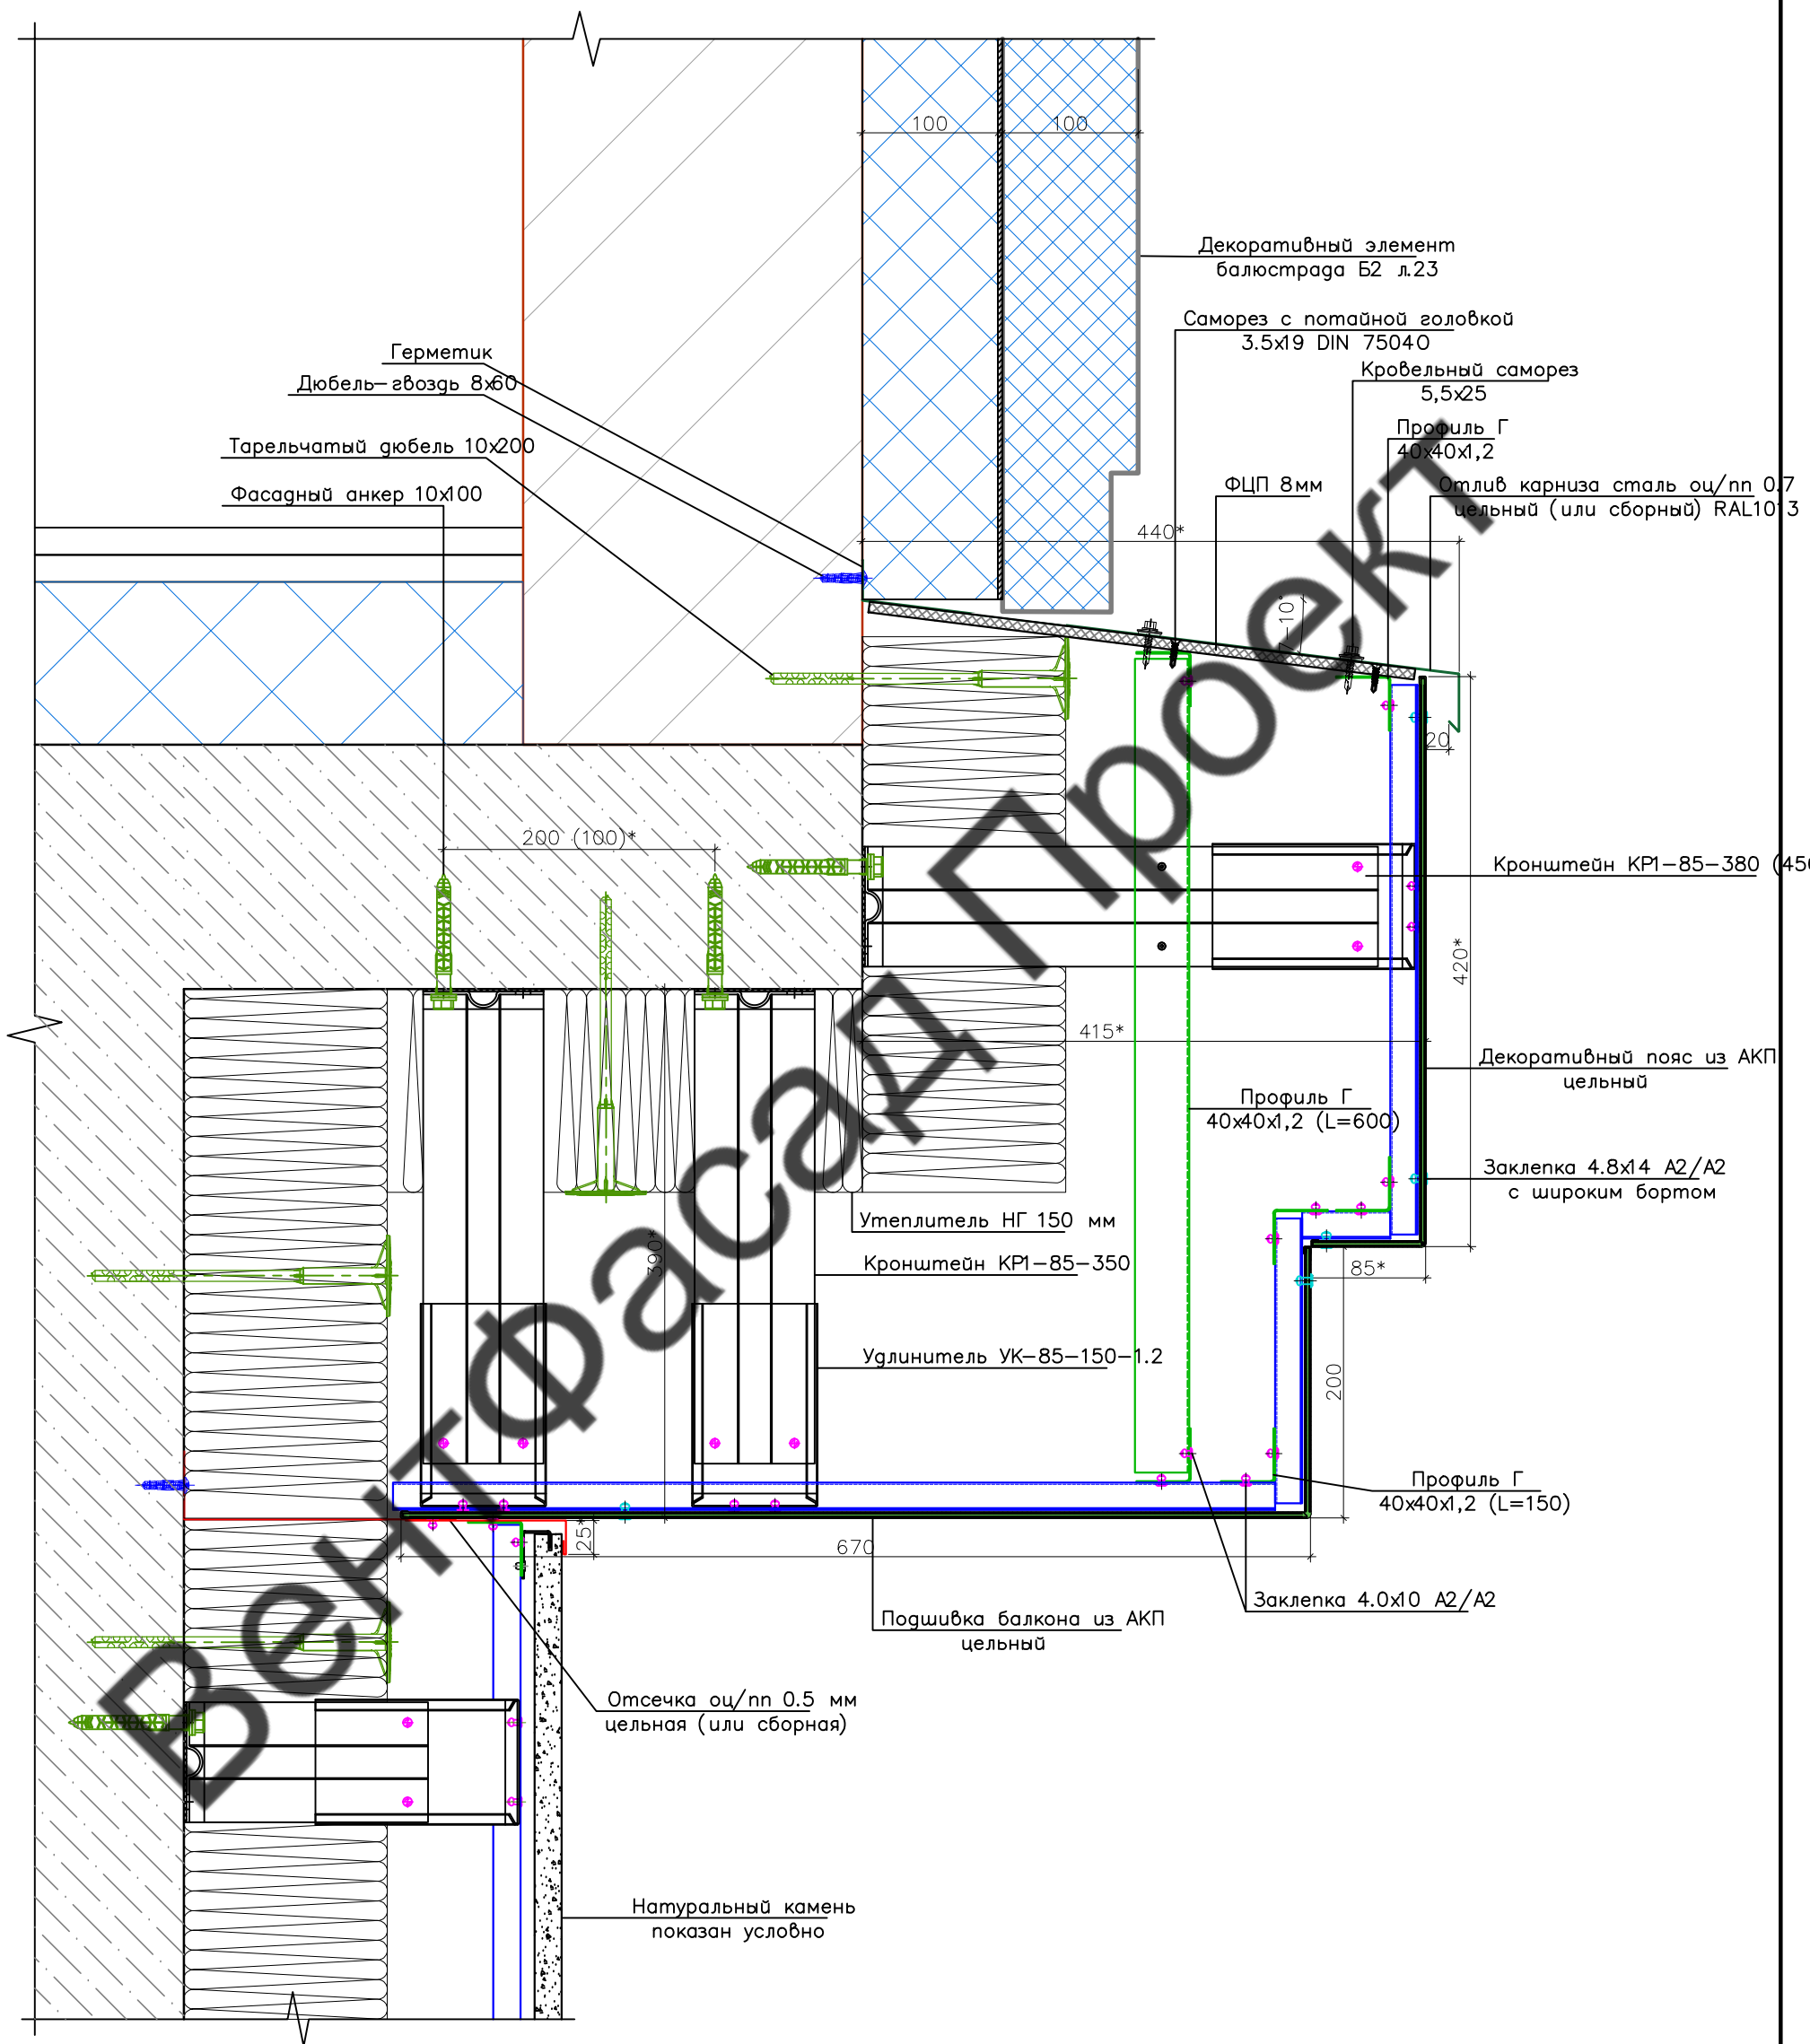 100
100
Декоративный элемент
балюстрада Б2 л.23
Саморез с потайной головкой
3.5х19 DIN 7504O
Герметик
Кровельный саморез
5,5х25
Дюбель-гвоздь 8х60
Профиль Г
40х40х1,2
Тарельчатый дюбель 10х200
Фасадный анкер 10х100
ФЦП 8мм
Отлив карниза сталь оц/пп 0.7
цельный (или сборный) RAL1013
440*
7-10°
20
200 (100)*
Кронштейн КР1-85-380 (450
420*
415*
Декоративный пояс из АКП
цельный
Профиль Г
40х40х1,2 (L=600)
Заклепка 4.8х14 А2/А2
с широким бортом
Утеплитель НГ 150 мм
390*
Кронштейн КР1-85-350
85*
Удлинитель УК-85-150-1.2
200
Профиль Г
40х40х1,2 (L=150)
25*
670
Заклепка 4.0х10 А2/А2
Подшивка балкона из АКП
цельный
Отсечка оц/пп 0.5 мм
цельная (или сборная)
Натуральный камень
показан условно
ВентФасад Проект